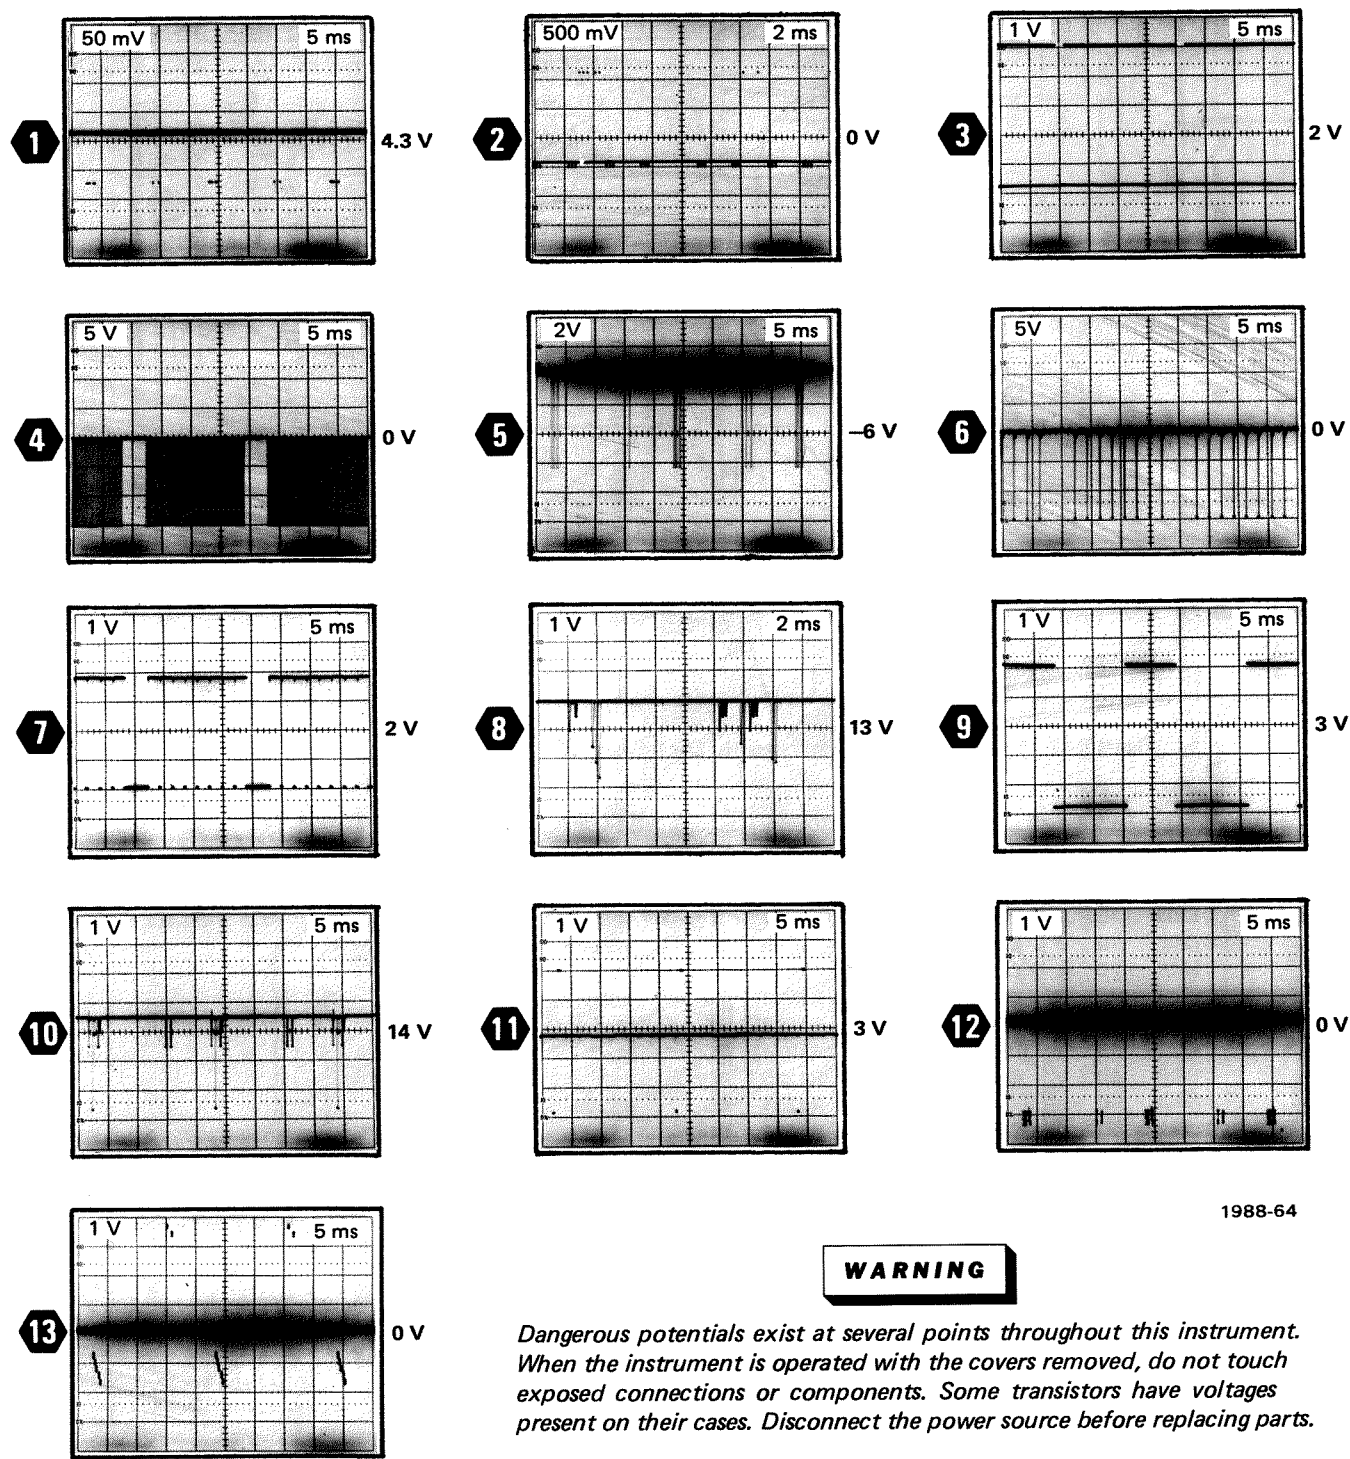 50 mV 5 ms
1 4.3 V
500 mV 2 ms
2 0 V
1 V 5 ms
3 2 V
5 V 5 ms
4 0 V
2V 5 ms
5 –6 V
5V 5 ms
6 0 V
1 V 5 ms
7 2 V
1 V 2 ms
8 13 V
1 V 5 ms
9 3 V
1 V 5 ms
10 14 V
1 V 5 ms
11 3 V
1 V 5 ms
12 0 V
1 V 5 ms
13 0 V
1988-64
WARNING
Dangerous potentials exist at several points throughout this instrument.
When the instrument is operated with the covers removed, do not touch
exposed connections or components. Some transistors have voltages
present on their cases. Disconnect the power source before replacing parts.